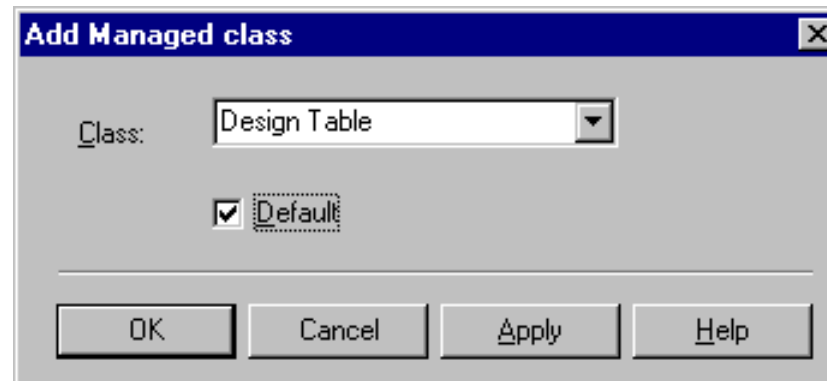 Add Managed class
Class: Design Table
Default
OK Cancel Apply Help